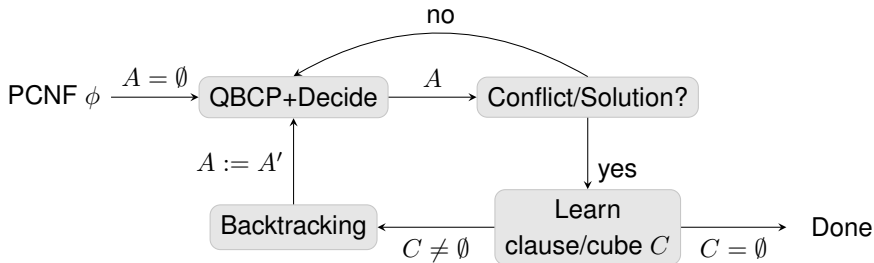 no
PCNF ϕ
A = ∅
QBCP+Decide
A
Conflict/Solution?
A := A′
yes
Backtracking
C ≠ ∅
Learn
clause/cube C
C = ∅
Done